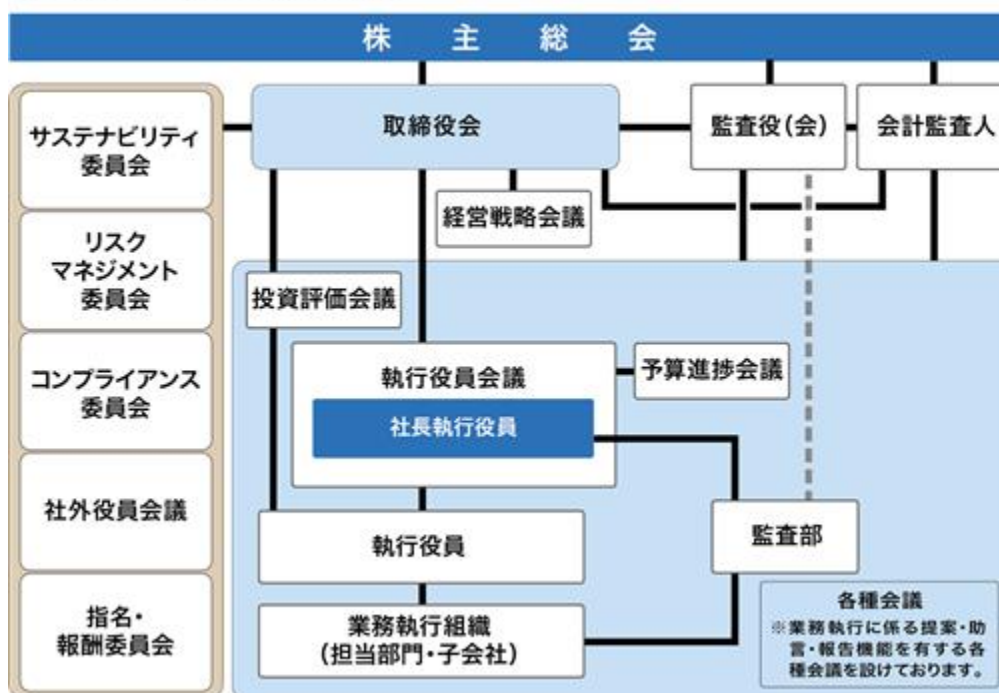 株主総会
サステナビリティ
委員会
リスク
マネジメント
委員会
コンプライアンス
委員会
社外役員会議
指名・
報酬委員会
取締役会
監査役(会)
会計監査人
経営戦略会議
投資評価会議
執行役員会議
社長執行役員
予算進捗会議
執行役員
監査部
業務執行組織
(担当部門・子会社)
各種会議
※業務執行に係る提案・助
言・報告機能を有する各
種会議を設けております。